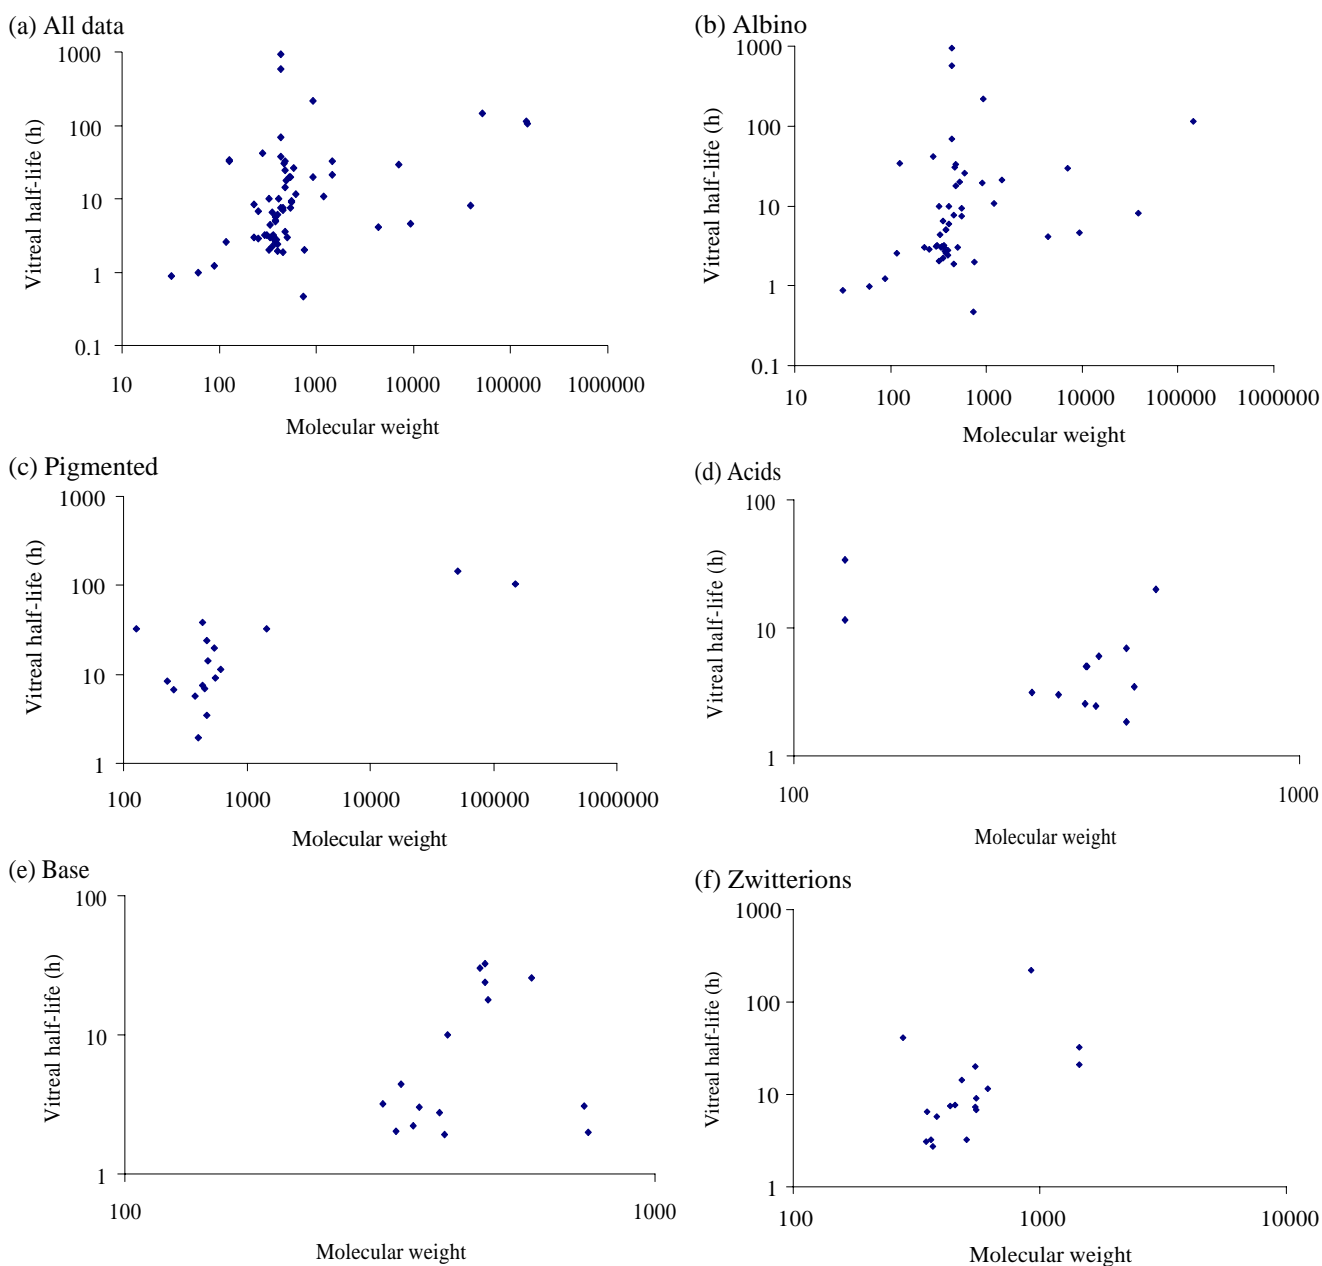 (a) All data
1000
100
10
1
0.1
Vitreal half-life (h)
10 100 1000 10000 100000 1000000
Molecular weight
(b) Albino
1000
100
10
1
0.1
Vitreal half-life (h)
10 100 1000 10000 100000 1000000
Molecular weight
(c) Pigmented
1000
100
10
1
Vitreal half-life (h)
100 1000 10000 100000 1000000
Molecular weight
(d) Acids
100
10
1
Vitreal half-life (h)
100 1000
Molecular weight
(e) Base
100
10
1
Vitreal half-life (h)
100 1000
Molecular weight
(f) Zwitterions
1000
100
10
1
Vitreal half-life (h)
100 1000 10000
Molecular weight